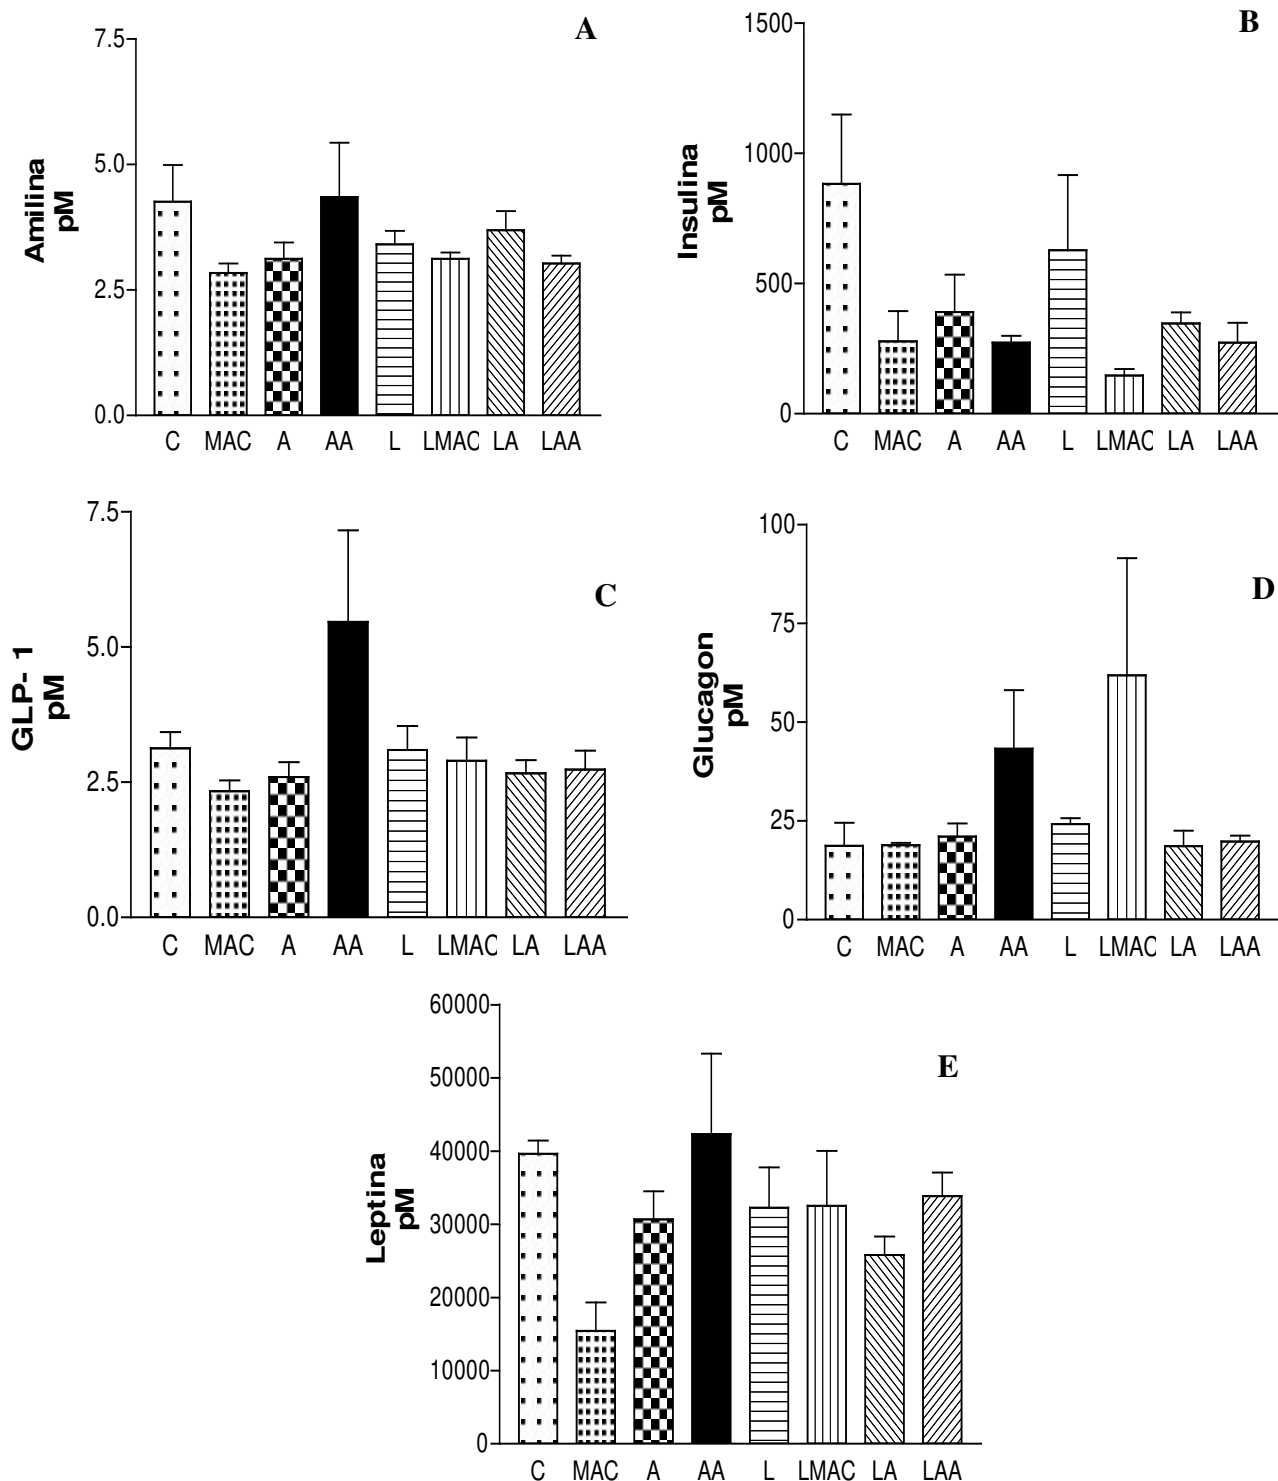 A
7.5
5.0
2.5
0.0
Amilina
pM
C MAC A AA L LMAC LA LAA
B
1500
1000
500
0
Insulina
pM
C MAC A AA L LMAC LA LAA
C
7.5
5.0
2.5
0.0
GLP- 1
pM
C MAC A AA L LMAC LA LAA
D
100
75
50
25
0
Glucagon
pM
C MAC A AA L LMAC LA LAA
E
60000
50000
40000
30000
20000
10000
0
Leptina
pM
C MAC A AA L LMAC LA LAA